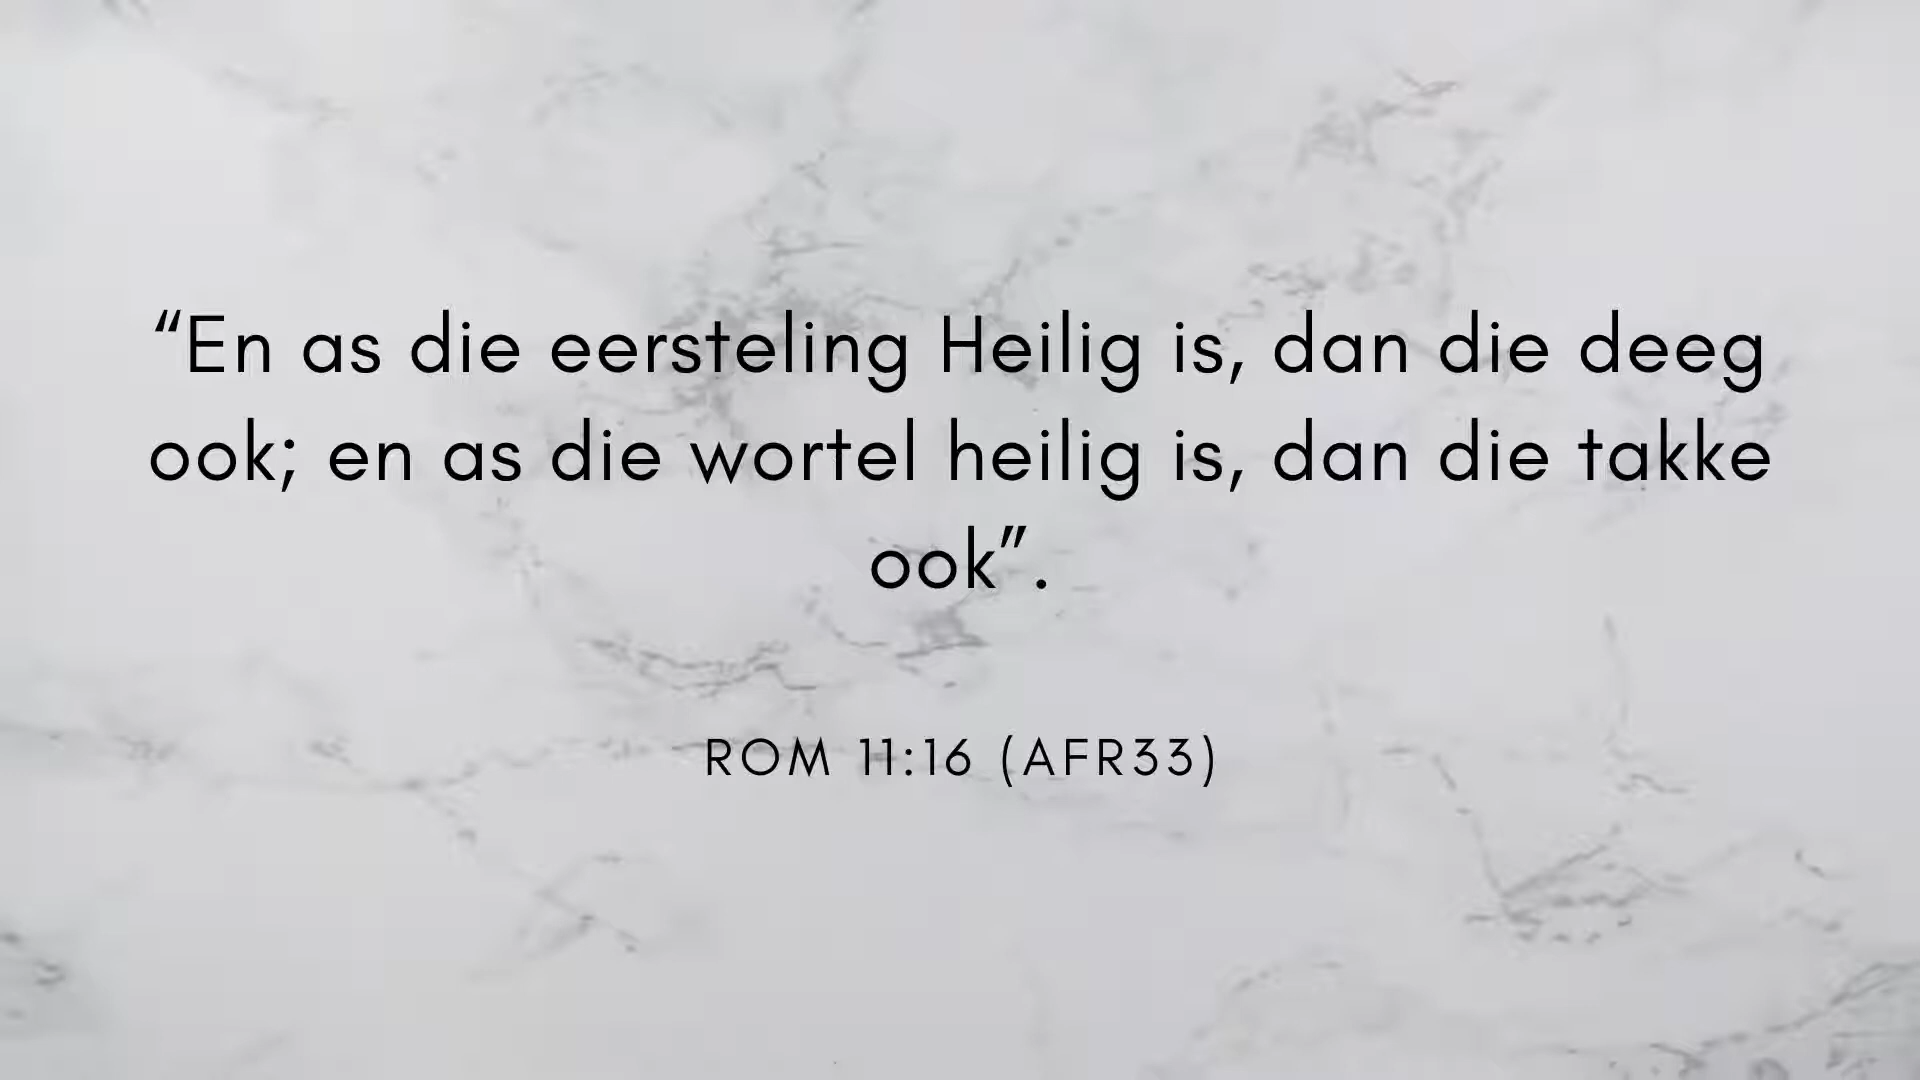 “En as die eersteling Heilig is, dan die deeg
ook; en as die wortel heilig is, dan die takke
ook”.
ROM 11:16 (AFR33)